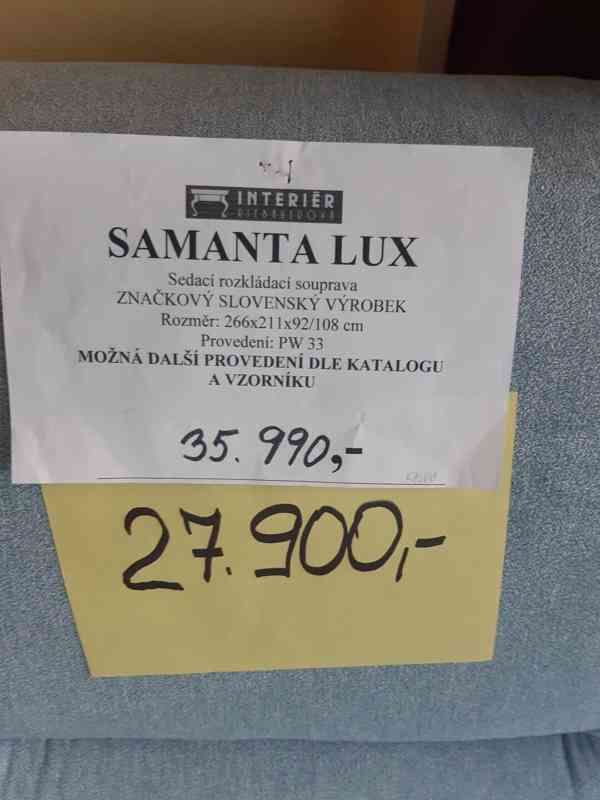 INTERIÉR
SAMANTA LUX
Sedací rozkládací souprava
ZNAČKOVÝ SLOVENSKÝ VÝROBEK
Rozměr: 266x211x92/108 cm
Provedení: PW 33
MOŽNÁ DALŠÍ PROVEDENÍ DLE KATALOGU
A VZORNÍKU
35.990,-
27.900,-